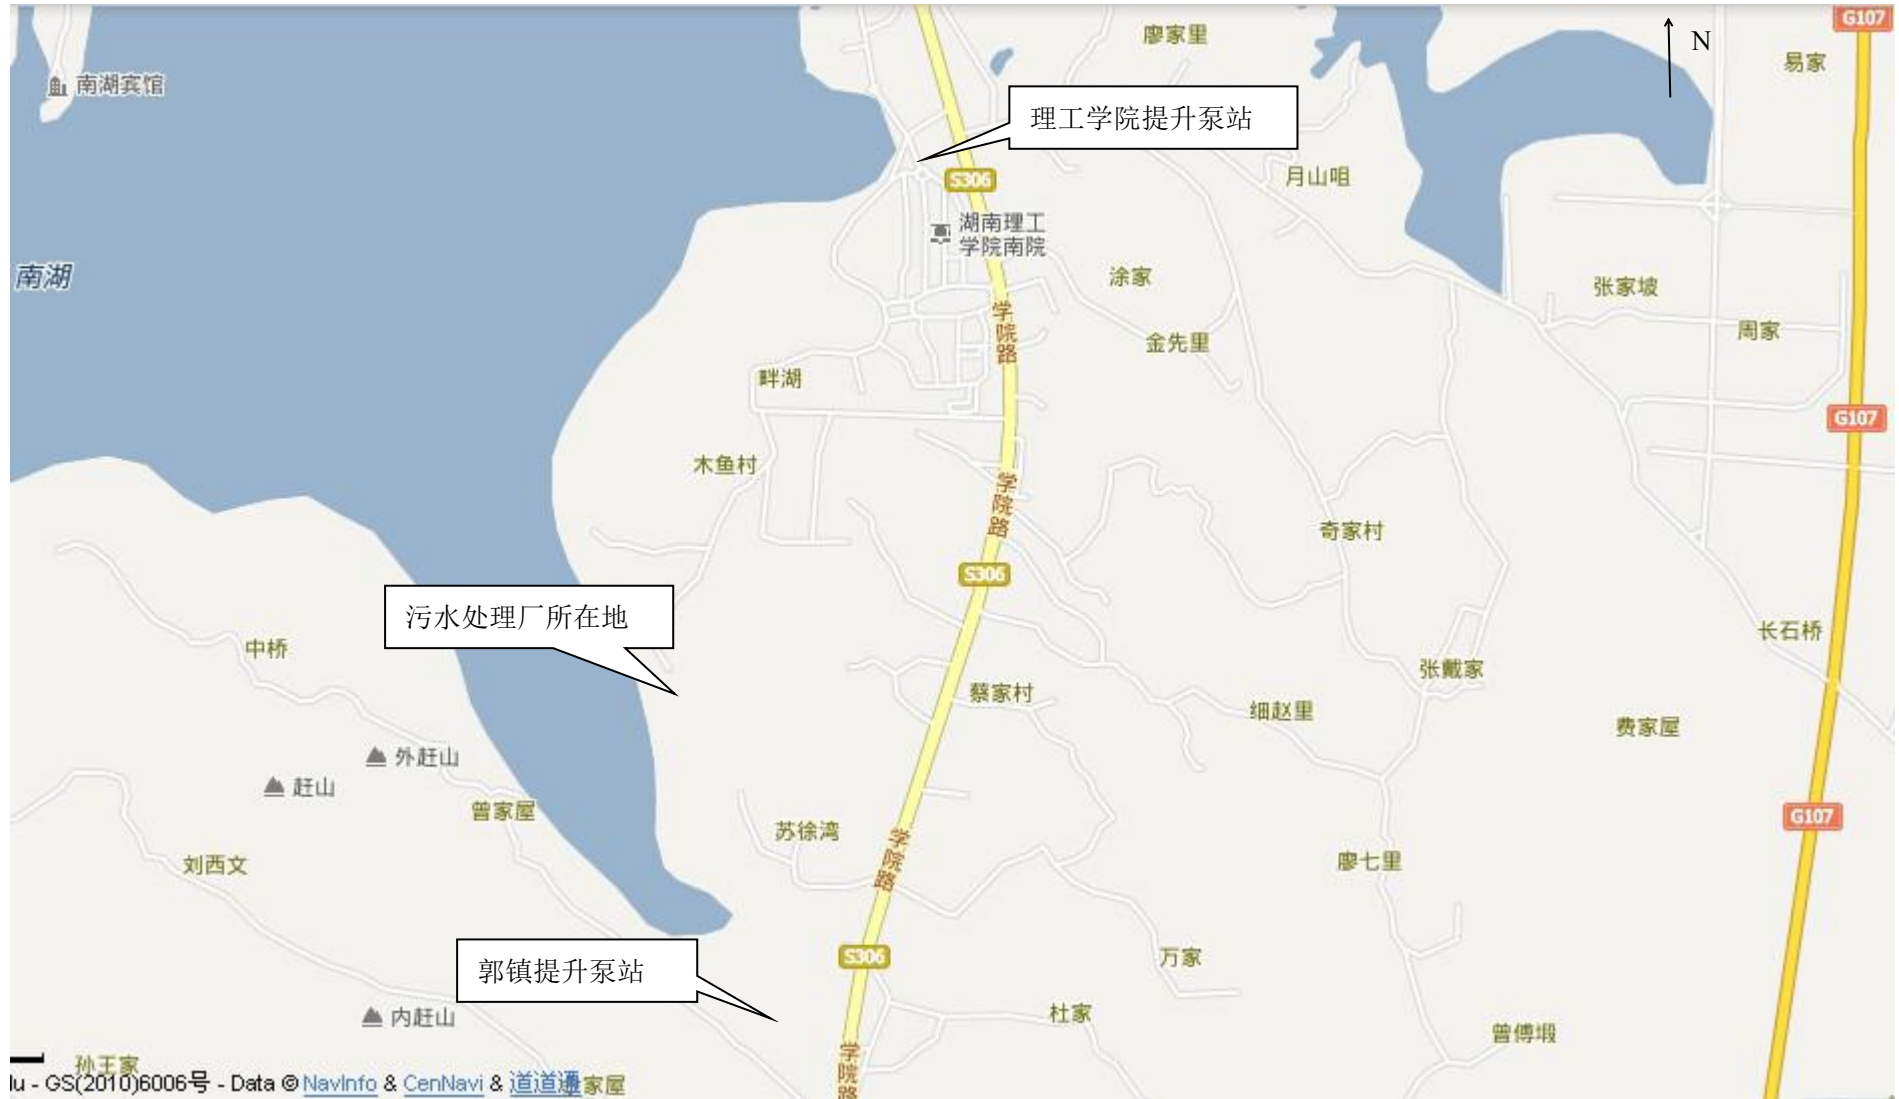 G107
廖家里
N
易家
南湖宾馆
理工学院提升泵站
月山咀
S306
湖南理工
学院南院
南湖
涂家
张家坡
学院路
周家
金先里
畔湖
G107
木鱼村
学院路
奇家村
S306
污水处理厂所在地
长石桥
中桥
张戴家
蔡家村
细赵里
费家屋
外赶山
赶山
曾家屋
G107
苏徐湾
学院路
刘西文
廖七里
S306
万家
郭镇提升泵站
内赶山
杜家
曾傅塅
学院路
孙王家
lu - GS(2010)6006号 - Data © NavInfo & CenNavi & 道道通
家屋